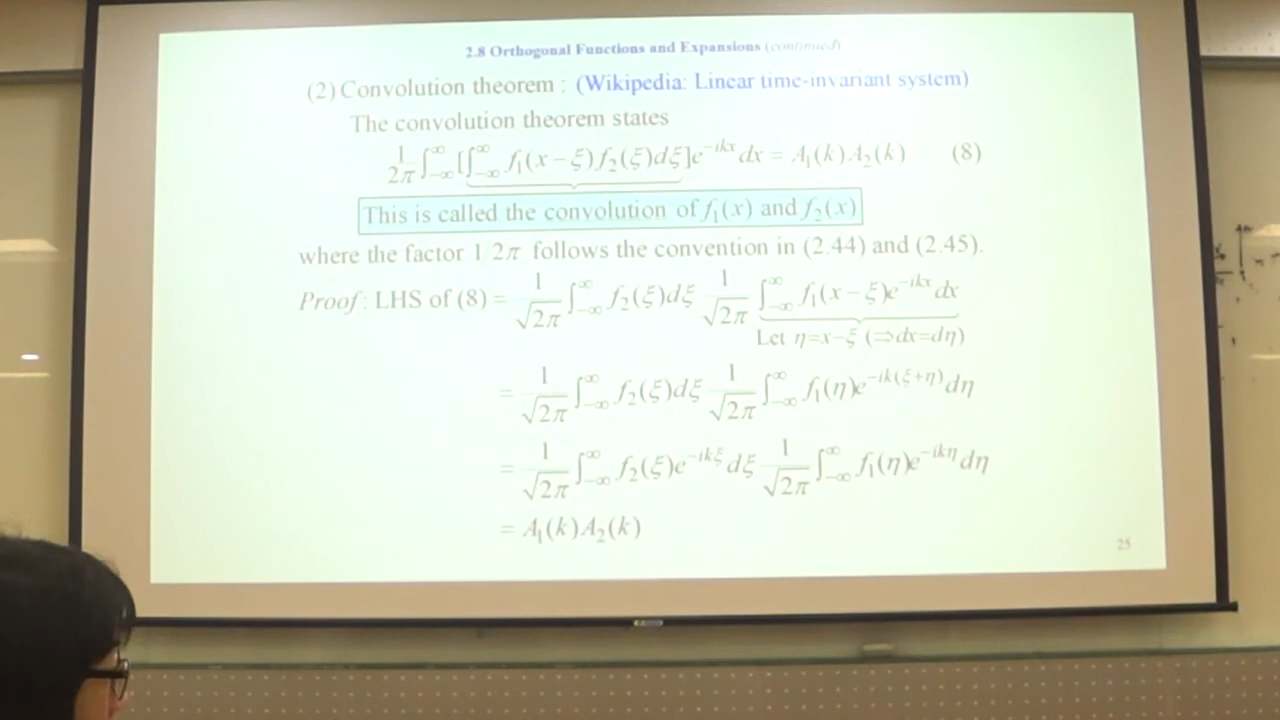 2.8 Orthogonal Functions and Expansions (continued)
(2) Convolution theorem : (Wikipedia: Linear time-invariant system)
The convolution theorem states
1/2π ∫_{-∞}^{∞} [∫_{-∞}^{∞} f₁(x−ξ)f₂(ξ)dξ]e^{−ikx} dx = A₁(k)A₂(k) (8)
This is called the convolution of f₁(x) and f₂(x)
where the factor 1 2π follows the convention in (2.44) and (2.45).
Proof: LHS of (8) = 1/√2π ∫_{-∞}^{∞} f₂(ξ)dξ 1/√2π ∫_{-∞}^{∞} f₁(x−ξ)e^{−ikx} dx
Let η=x−ξ (⇒dx=dη)
= 1/√2π ∫_{-∞}^{∞} f₂(ξ)dξ 1/√2π ∫_{-∞}^{∞} f₁(η)e^{−ik(ξ+η)} dη
= 1/√2π ∫_{-∞}^{∞} f₂(ξ)e^{−ikξ} dξ 1/√2π ∫_{-∞}^{∞} f₁(η)e^{−ikη} dη
= A₁(k)A₂(k)
25